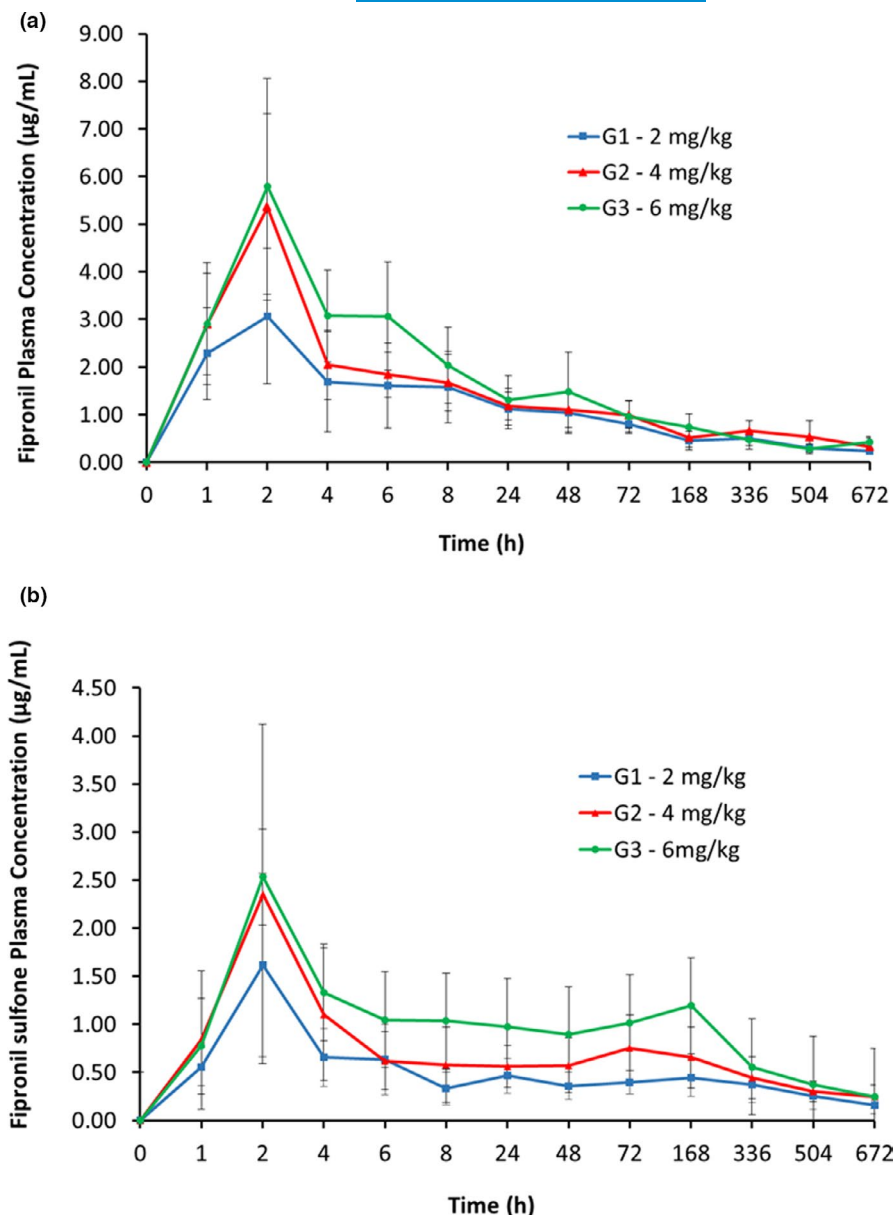 (a)
Fipronil Plasma Concentration (µg/mL)
9.00
8.00
7.00
6.00
5.00
4.00
3.00
2.00
1.00
0.00
G1 - 2 mg/kg
G2 - 4 mg/kg
G3 - 6 mg/kg
0 1 2 4 6 8 24 48 72 168 336 504 672
Time (h)
(b)
Fipronil sulfone Plasma Concentration (µg/mL)
4.50
4.00
3.50
3.00
2.50
2.00
1.50
1.00
0.50
0.00
G1 - 2 mg/kg
G2 - 4 mg/kg
G3 - 6mg/kg
0 1 2 4 6 8 24 48 72 168 336 504 672
Time (h)